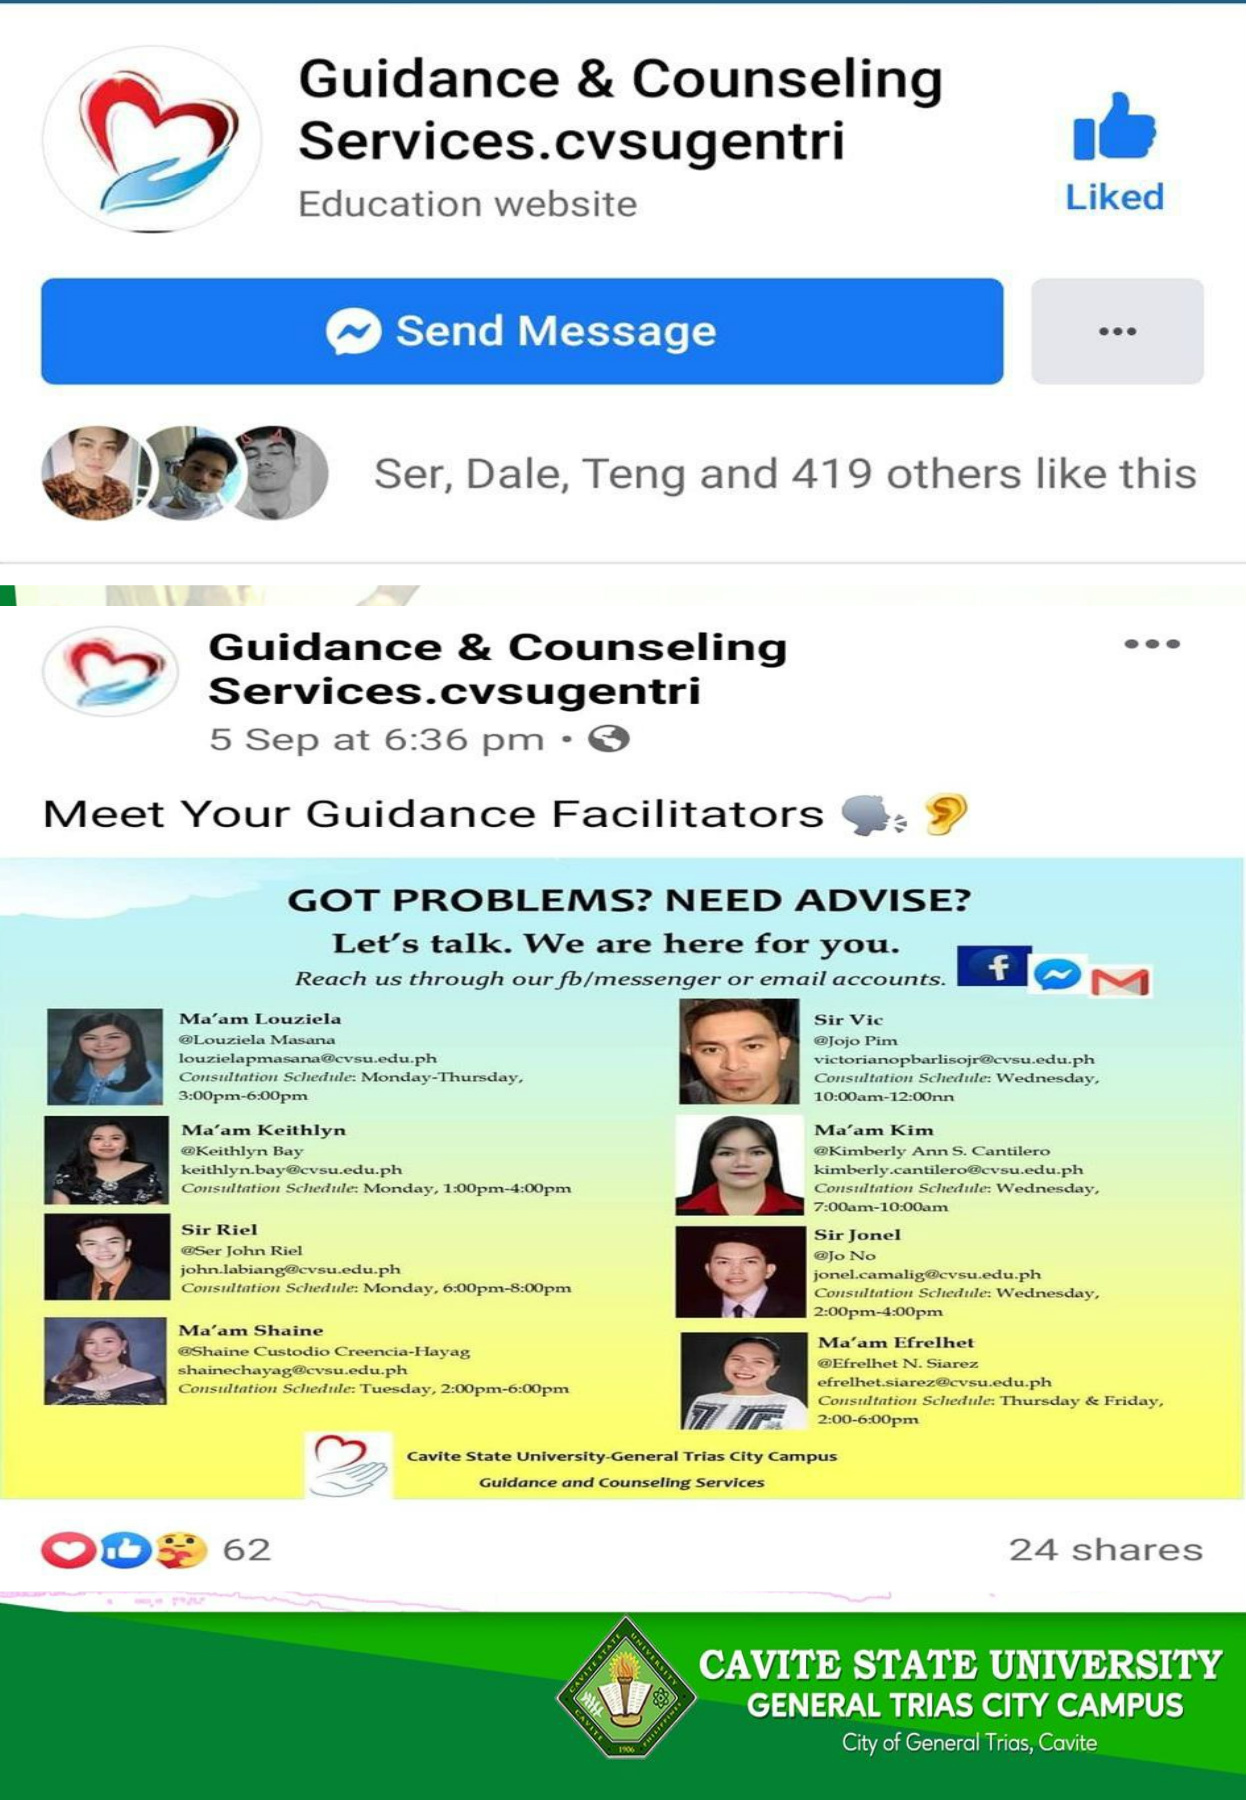 Guidance & Counseling
Services.cvsugentri
Education website
Liked
Send Message
Ser, Dale, Teng and 419 others like this
Guidance & Counseling
Services.cvsugentri
5 Sep at 6:36 pm
Meet Your Guidance Facilitators
GOT PROBLEMS? NEED ADVISE?
Let's talk. We are here for you.
Reach us through our fb/messenger or email accounts.
Ma'am Louziela
@Louziela Masana
louzielapmasana@cvsu.edu.ph
Consultation Schedule: Monday-Thursday,
3:00pm-6:00pm
Ma'am Keithlyn
@Keithlyn Bay
keithlyn.bay@cvsu.edu.ph
Consultation Schedule: Monday, 1:00pm-4:00pm
Sir Riel
@Ser John Riel
john.labiang@cvsu.edu.ph
Consultation Schedule: Monday, 6:00pm-8:00pm
Ma'am Shaine
@Shaine Custodio Creencia-Hayag
shainechayag@cvsu.edu.ph
Consultation Schedule: Tuesday, 2:00pm-6:00pm
Sir Vic
@Jojo Pim
victorianopbarlisojr@cvsu.edu.ph
Consultation Schedule: Wednesday,
10:00am-12:00nn
Ma'am Kim
@Kimberly Ann S. Cantilero
kimberly.cantilero@cvsu.edu.ph
Consultation Schedule: Wednesday,
7:00am-10:00am
Sir Jonel
@Jo No
jonel.camalig@cvsu.edu.ph
Consultation Schedule: Wednesday,
2:00pm-4:00pm
Ma'am Efrelhet
@Efrelhet N. Siarez
efrelhet.siarez@cvsu.edu.ph
Consultation Schedule: Thursday & Friday,
2:00-6:00pm
Cavite State University-General Trias City Campus
Guidance and Counseling Services
62
24 shares
CAVITE STATE UNIVERSITY
CAVITE PHILIPPINES
1906
CAVITE STATE UNIVERSITY
GENERAL TRIAS CITY CAMPUS
City of General Trias, Cavite